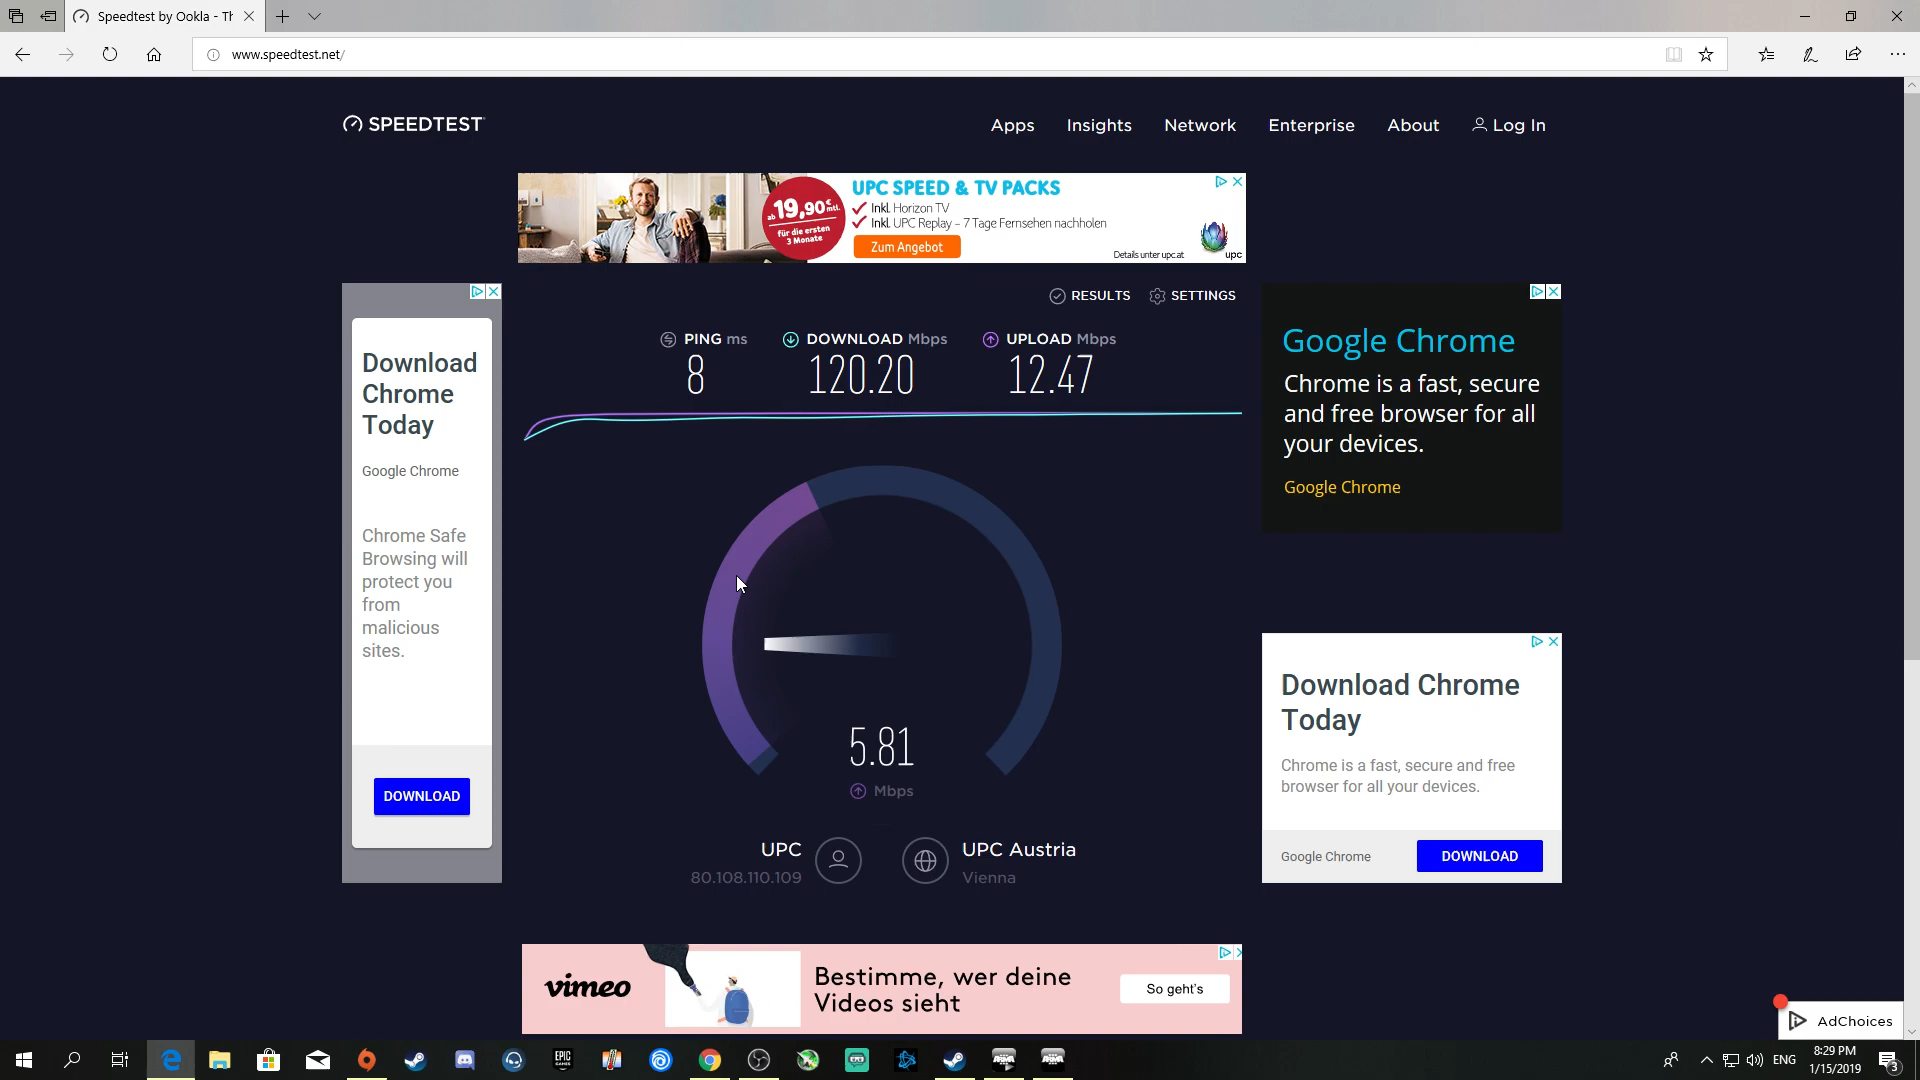 Speedtest by Ookla - Th
www.speedtest.net/
SPEEDTEST
Apps
Insights
Network
Enterprise
About
Log In
ab 19,90€ mtl.
für die ersten
3 Monate
UPC SPEED & TV PACKS
Inkl. Horizon TV
Inkl. UPC Replay – 7 Tage Fernsehen nachholen
Zum Angebot
Details unter upc.at
upc
RESULTS
SETTINGS
PING ms
8
DOWNLOAD Mbps
120.20
UPLOAD Mbps
12.47
Download
Chrome
Today
Google Chrome
Chrome Safe
Browsing will
protect you
from
malicious
sites.
DOWNLOAD
Google Chrome
Chrome is a fast, secure
and free browser for all
your devices.
Google Chrome
5.81
Mbps
UPC
80.108.110.109
UPC Austria
Vienna
Download Chrome
Today
Chrome is a fast, secure and free
browser for all your devices.
Google Chrome
DOWNLOAD
vimeo
Bestimme, wer deine
Videos sieht
So geht's
AdChoices
EPIC
GAMES
ARMA
ARMA
ENG
8:29 PM
1/15/2019
3